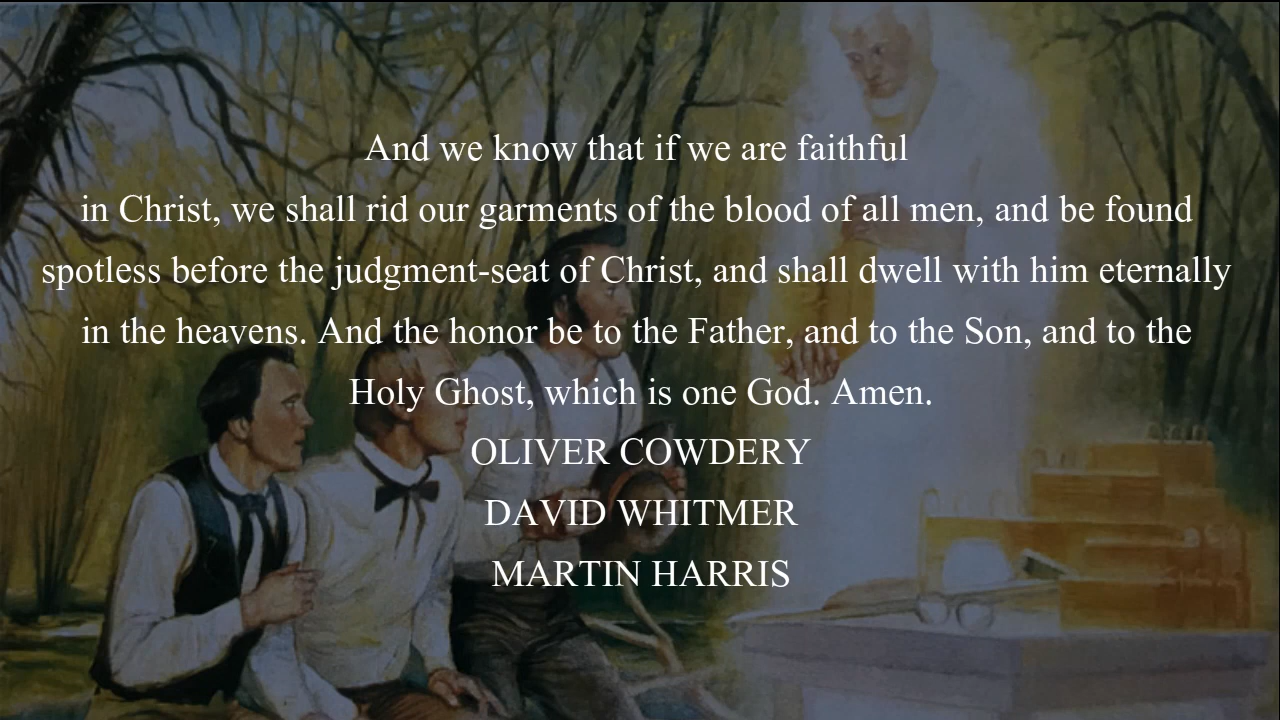 And we know that if we are faithful
in Christ, we shall rid our garments of the blood of all men, and be found
spotless before the judgment-seat of Christ, and shall dwell with him eternally
in the heavens. And the honor be to the Father, and to the Son, and to the
Holy Ghost, which is one God. Amen.
OLIVER COWDERY
DAVID WHITMER
MARTIN HARRIS